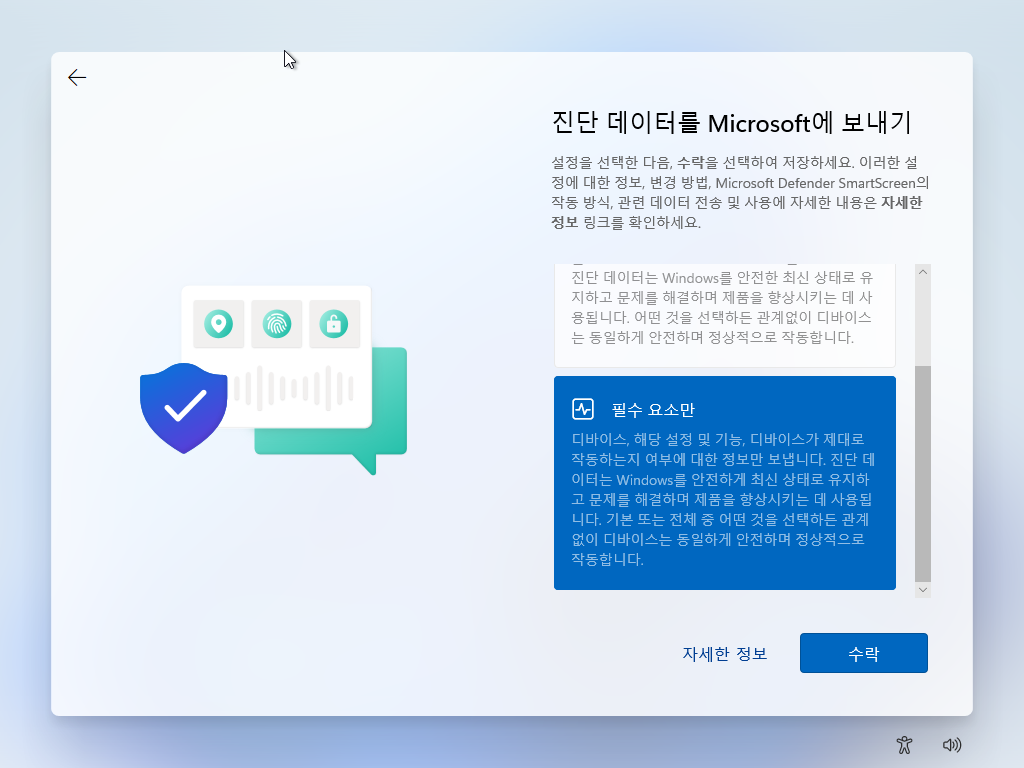 진단 데이터를 Microsoft에 보내기
설정을 선택한 다음, 수락을 선택하여 저장하세요. 이러한 설
정에 대한 정보, 변경 방법, Microsoft Defender SmartScreen의
작동 방식, 관련 데이터 전송 및 사용에 자세한 내용은 자세한
정보 링크를 확인하세요.
진단 데이터는 Windows를 안전한 최신 상태로 유
지하고 문제를 해결하며 제품을 향상시키는 데 사
용됩니다. 어떤 것을 선택하든 관계없이 디바이스
는 동일하게 안전하며 정상적으로 작동합니다.
필수 요소만
디바이스, 해당 설정 및 기능, 디바이스가 제대로
작동하는지 여부에 대한 정보만 보냅니다. 진단 데
이터는 Windows를 안전하게 최신 상태로 유지하
고 문제를 해결하며 제품을 향상시키는 데 사용됩
니다. 기본 또는 전체 중 어떤 것을 선택하든 관계
없이 디바이스는 동일하게 안전하며 정상적으로
작동합니다.
자세한 정보
수락